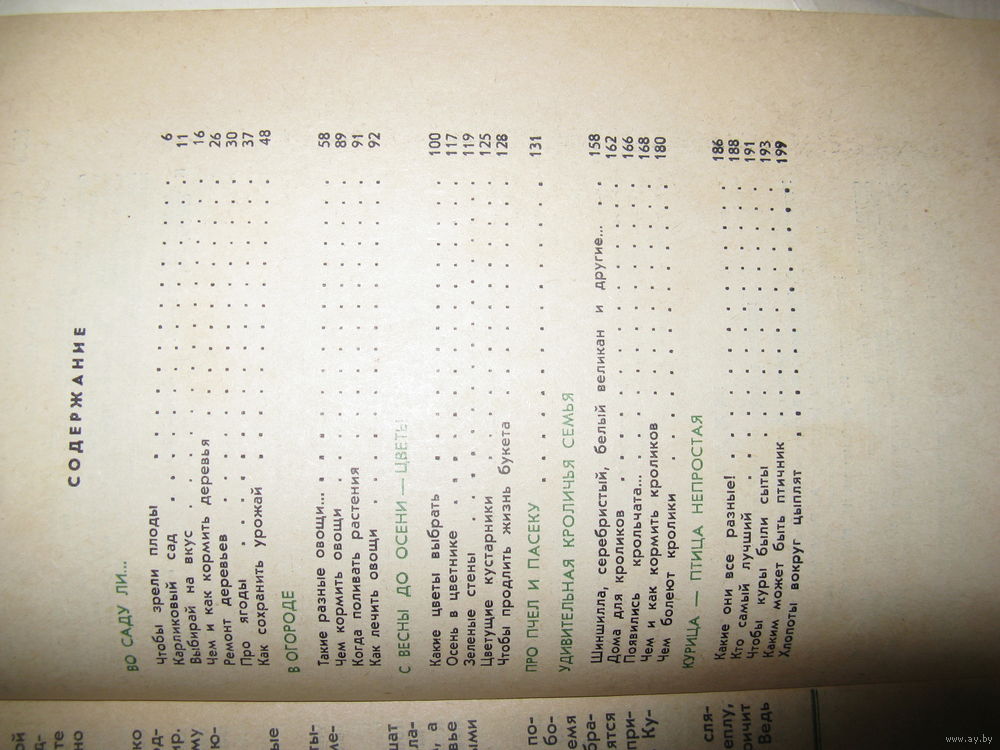 СОДЕРЖАНИЕ
ВО САДУ ЛИ...
Чтобы зрели плоды . . . . . . . . . . 6
Карликовый сад . . . . . . . . . . 11
Выбирай на вкус . . . . . . . . . . 16
Чем и как кормить деревья . . . . . . . . . . 26
Ремонт деревьев . . . . . . . . . . 30
Про ягоды . . . . . . . . . . 37
Как сохранить урожай . . . . . . . . . . 48
В ОГОРОДЕ
Такие разные овощи... . . . . . . . . . . 58
Чем кормить овощи . . . . . . . . . . 89
Когда поливать растения . . . . . . . . . . 91
Как лечить овощи . . . . . . . . . . 92
С ВЕСНЫ ДО ОСЕНИ — ЦВЕТЫ
Какие цветы выбрать . . . . . . . . . . 100
Осень в цветнике . . . . . . . . . . 117
Зеленые стены . . . . . . . . . . 119
Цветущие кустарники . . . . . . . . . . 125
Чтобы продлить жизнь букета . . . . . . . . . . 128
ПРО ПЧЕЛ И ПАСЕКУ . . . . . . . . . . 131
УДИВИТЕЛЬНАЯ КРОЛИЧЬЯ СЕМЬЯ
Шиншилла, серебристый, белый великан и другие... . . 158
Дома для кроликов . . . . . . . . . . 162
Появились крольчата... . . . . . . . . . . 166
Чем и как кормить кроликов . . . . . . . . . . 168
Чем болеют кролики . . . . . . . . . . 180
КУРИЦА — ПТИЦА НЕПРОСТАЯ
Какие они все разные! . . . . . . . . . . 186
Кто самый лучший . . . . . . . . . . 188
Чтобы куры были сыты . . . . . . . . . . 191
Каким может быть птичник . . . . . . . . . . 193
Хлопоты вокруг цыплят . . . . . . . . . . 199
www.ay.by